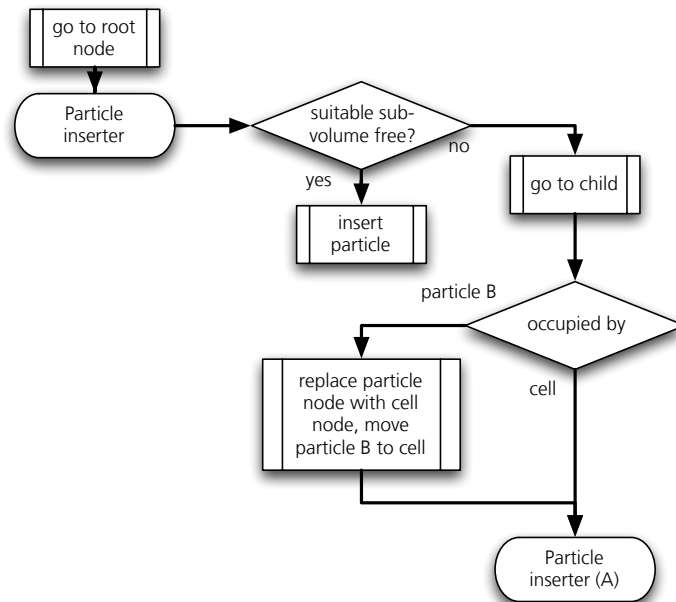 go to root
node
Particle
inserter
suitable sub-
volume free?
no
yes
go to child
insert
particle
particle B
occupied by
cell
replace particle
node with cell
node, move
particle B to cell
Particle
inserter (A)